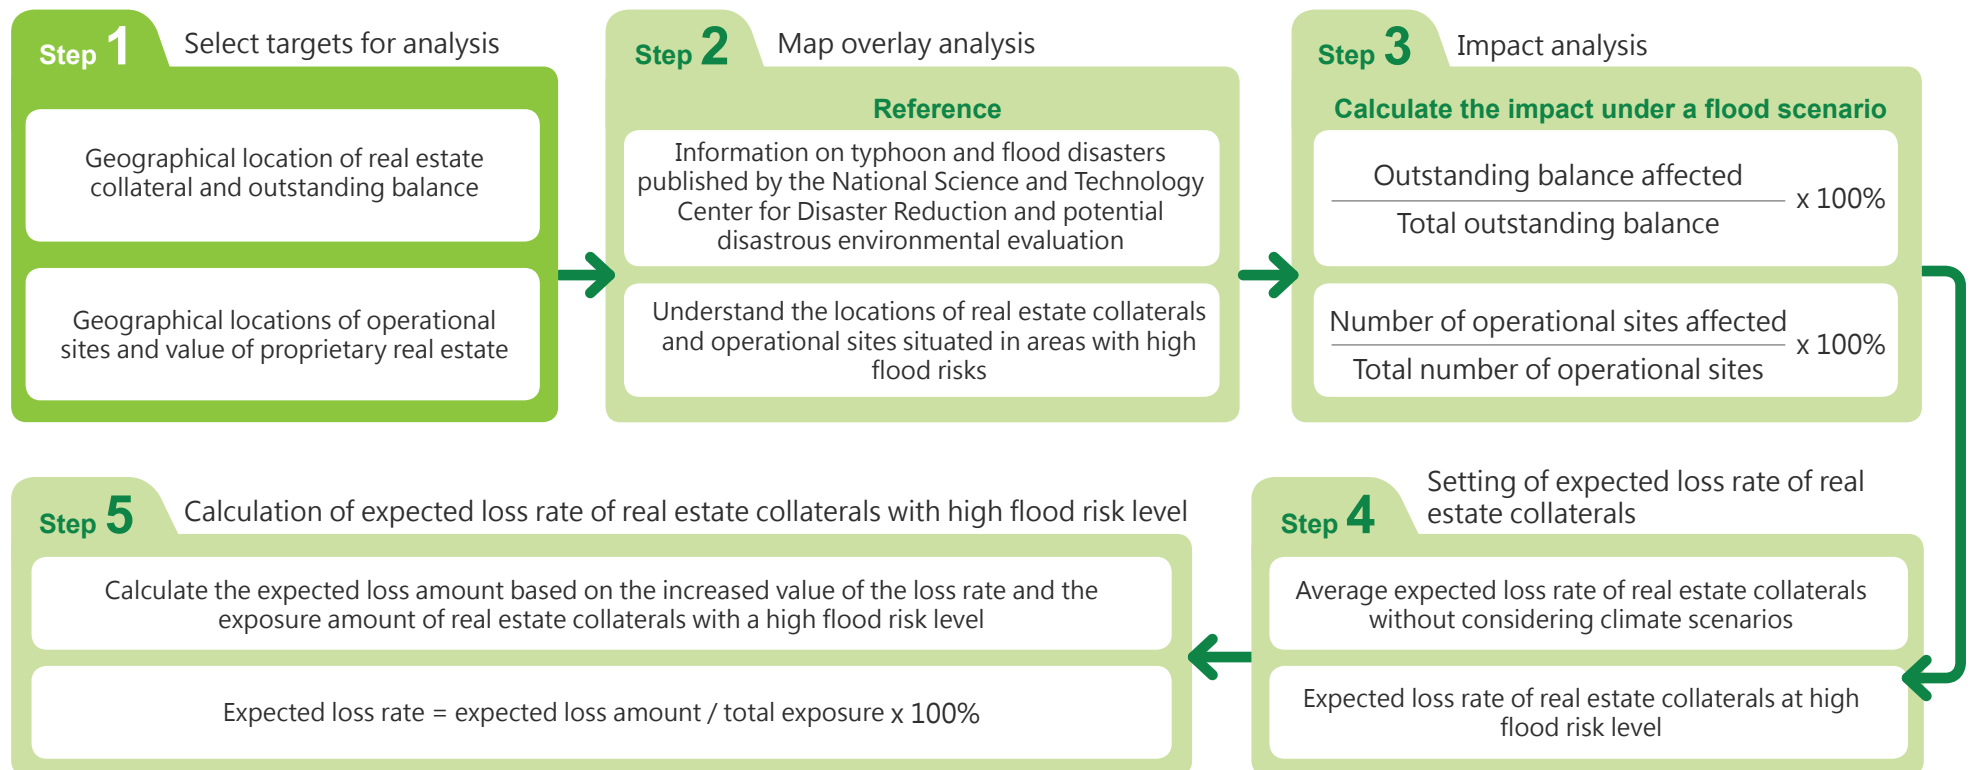 Step 1
Select targets for analysis
Geographical location of real estate
collateral and outstanding balance
Geographical locations of operational
sites and value of proprietary real estate
Step 2
Map overlay analysis
Reference
Information on typhoon and flood disasters
published by the National Science and Technology
Center for Disaster Reduction and potential
disastrous environmental evaluation
Understand the locations of real estate collaterals
and operational sites situated in areas with high
flood risks
Step 3
Impact analysis
Calculate the impact under a flood scenario
Outstanding balance affected
Total outstanding balance
x 100%
Number of operational sites affected
Total number of operational sites
x 100%
Step 4
Setting of expected loss rate of real
estate collaterals
Average expected loss rate of real estate collaterals
without considering climate scenarios
Expected loss rate of real estate collaterals at high
flood risk level
Step 5
Calculation of expected loss rate of real estate collaterals with high flood risk level
Calculate the expected loss amount based on the increased value of the loss rate and the
exposure amount of real estate collaterals with a high flood risk level
Expected loss rate = expected loss amount / total exposure x 100%